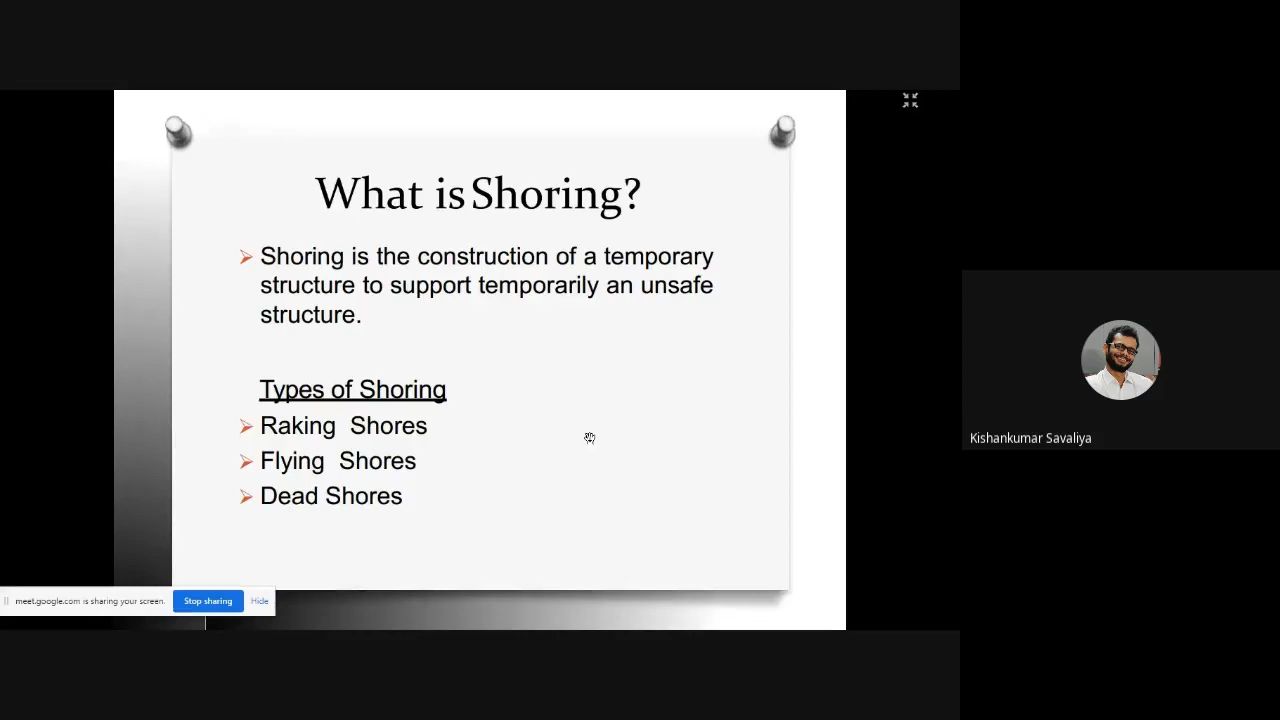 What is Shoring?
➢ Shoring is the construction of a temporary
structure to support temporarily an unsafe
structure.
Types of Shoring
➢ Raking Shores
➢ Flying Shores
➢ Dead Shores
Kishankumar Savaliya
meet.google.com is sharing your screen. Stop sharing Hide